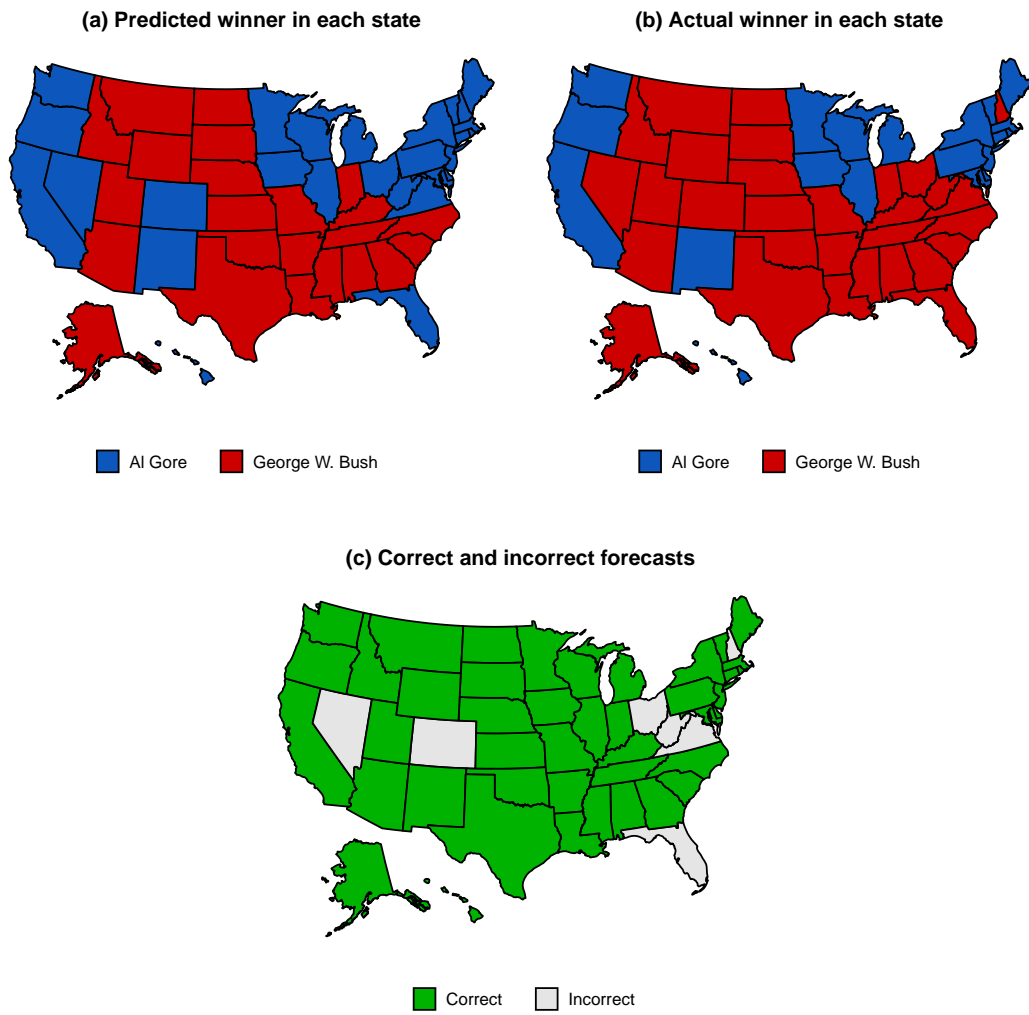 (a) Predicted winner in each state
(b) Actual winner in each state
Al Gore George W. Bush
Al Gore George W. Bush
(c) Correct and incorrect forecasts
Correct Incorrect